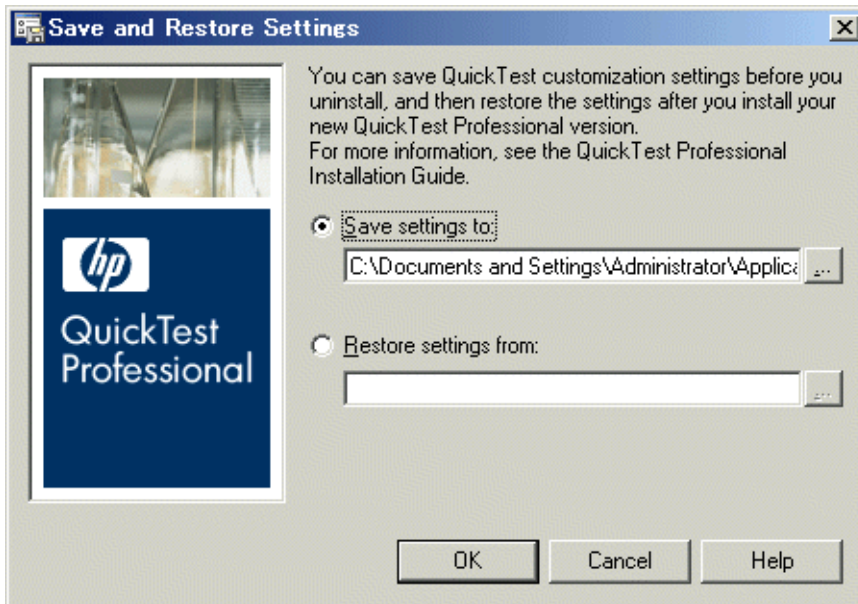 Save and Restore Settings
You can save QuickTest customization settings before you
uninstall, and then restore the settings after you install your
new QuickTest Professional version.
For more information, see the QuickTest Professional
Installation Guide.
hp
QuickTest
Professional
Save settings to:
C:\Documents and Settings\Administrator\Applica
...
Restore settings from:
...
OK
Cancel
Help